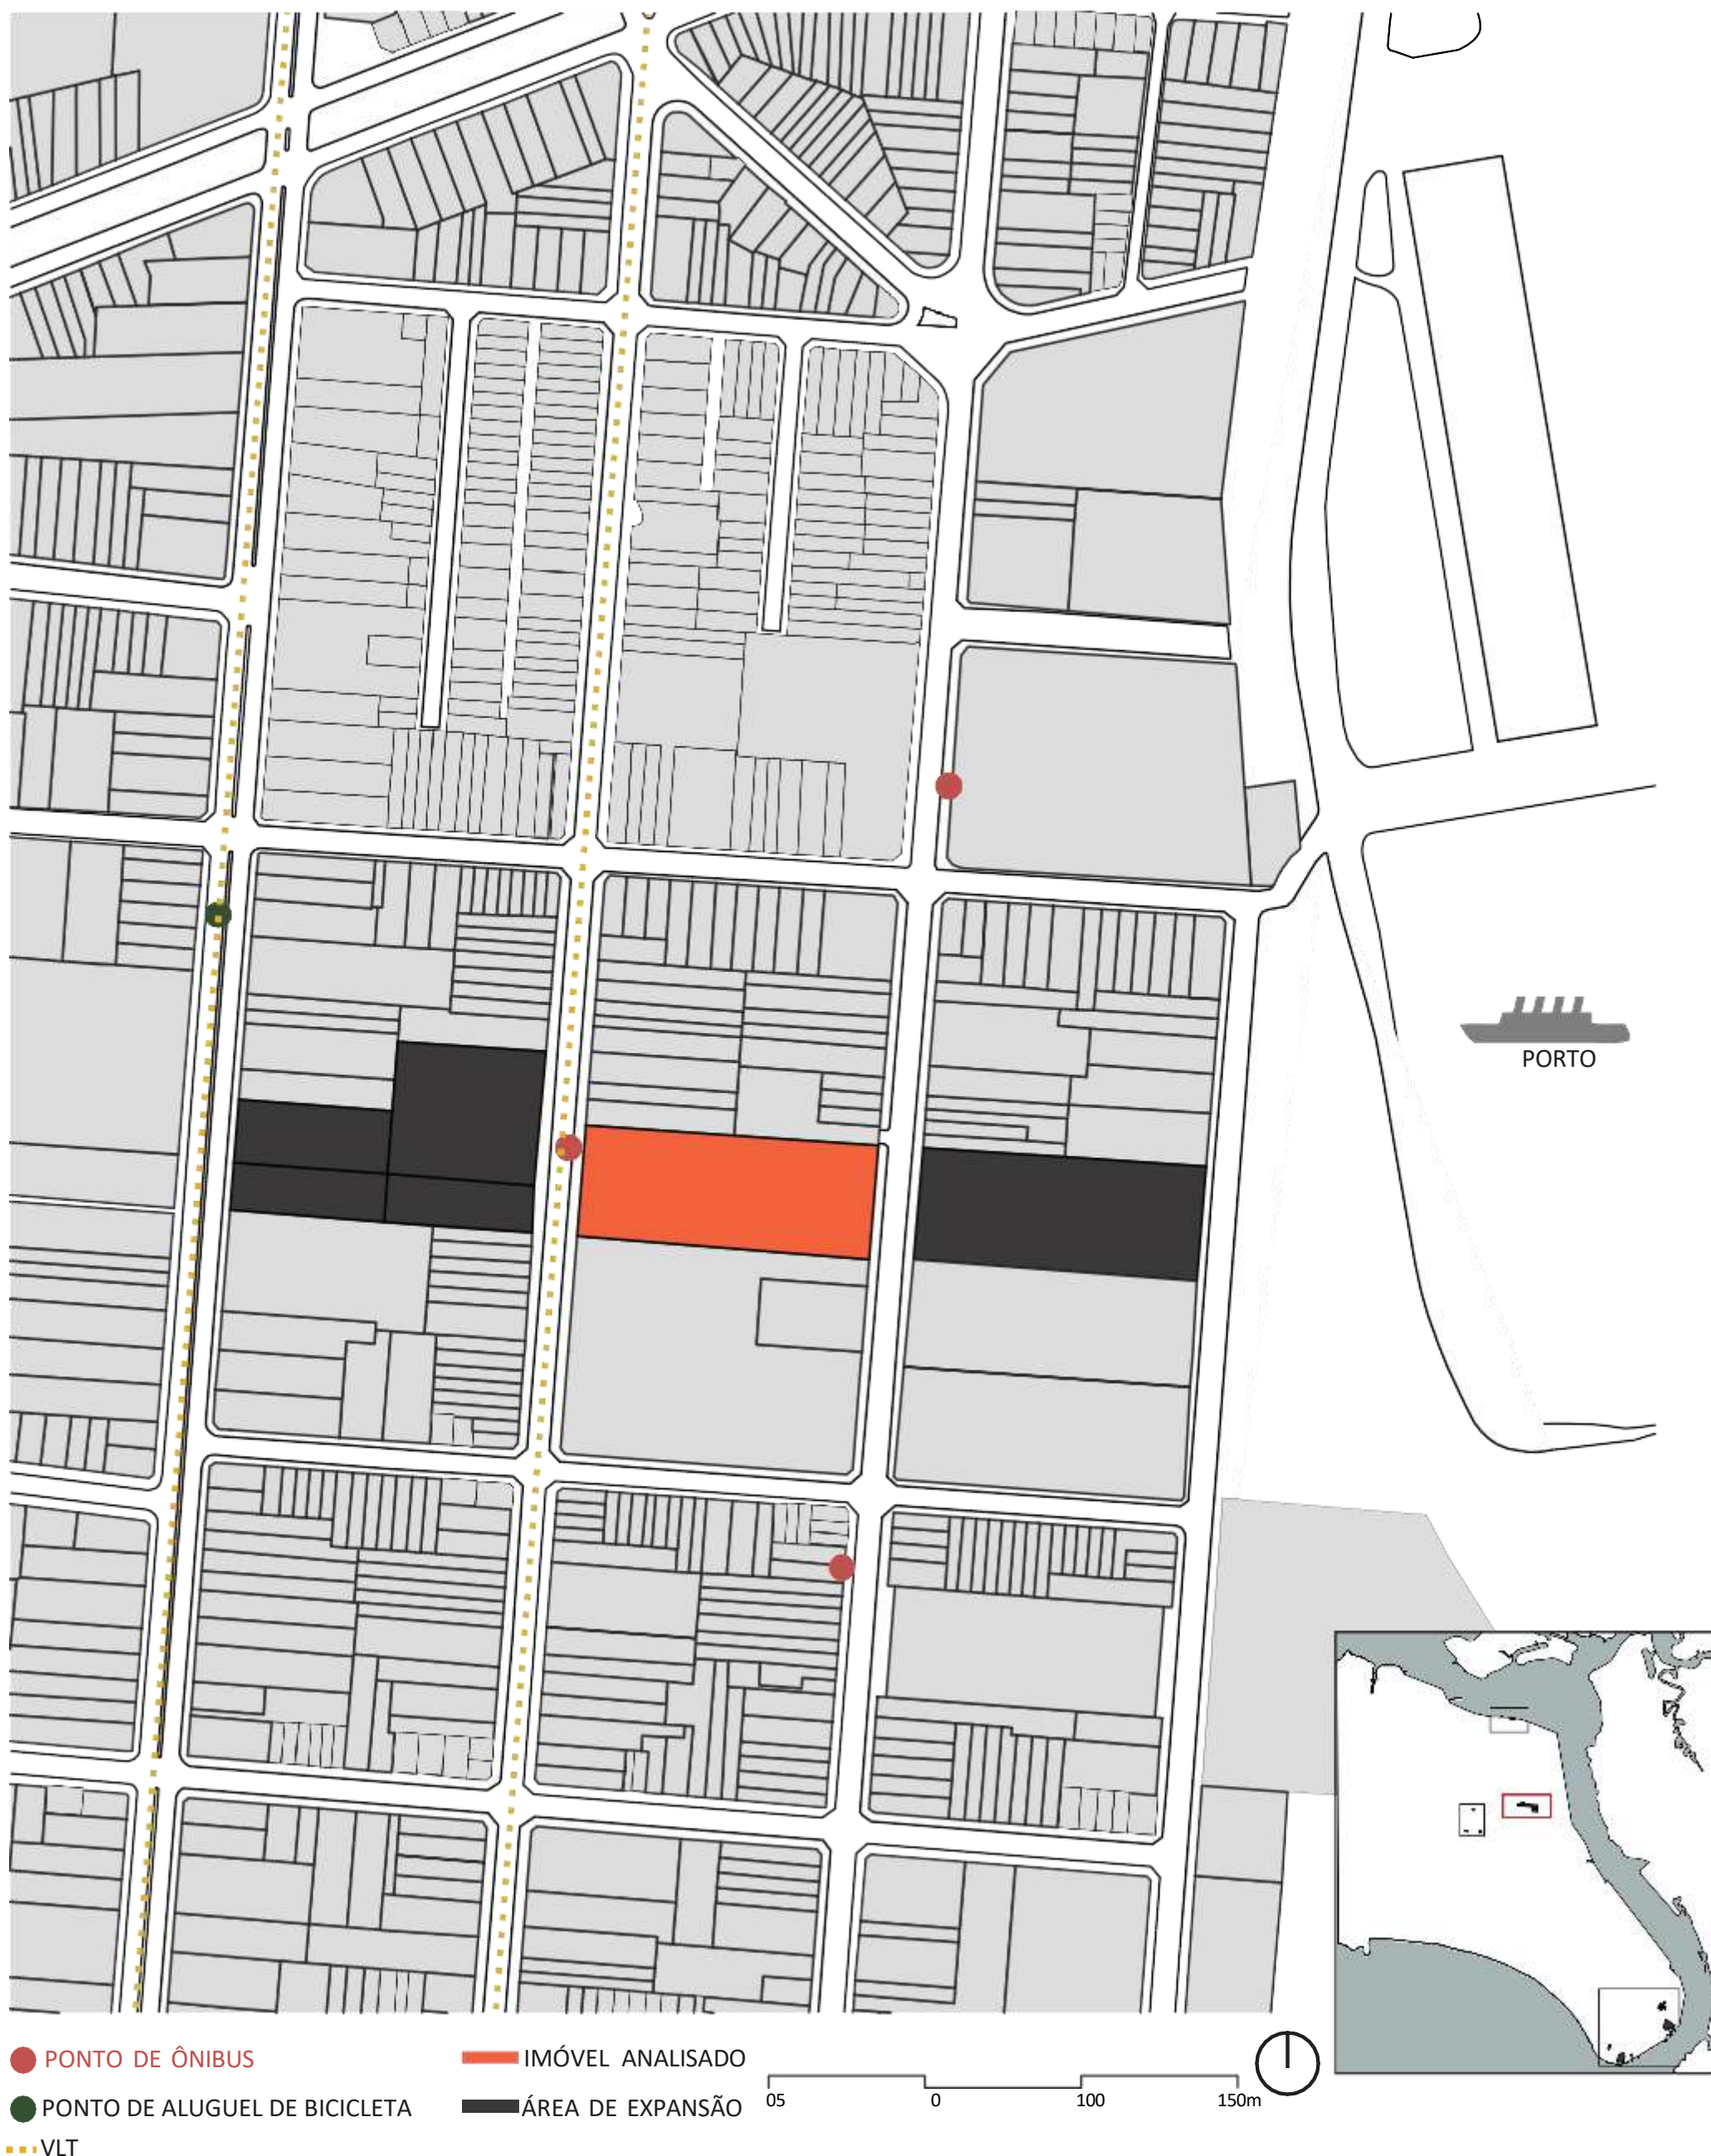 PORTO
PONTO DE ÔNIBUS
IMÓVEL ANALISADO
PONTO DE ALUGUEL DE BICICLETA
ÁREA DE EXPANSÃO
05 0 100 150m
VLT